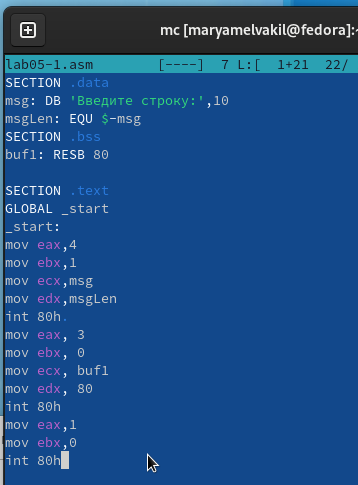 mc [maryamelvakil@fedora]:
lab05-1.asm [----] 7 L:[ 1+21 22/
SECTION .data
msg: DB 'Введите строку:',10
msgLen: EQU $-msg
SECTION .bss
buf1: RESB 80
SECTION .text
GLOBAL _start
_start:
mov eax,4
mov ebx,1
mov ecx,msg
mov edx,msgLen
int 80h
mov eax, 3
mov ebx, 0
mov ecx, buf1
mov edx, 80
int 80h
mov eax,1
mov ebx,0
int 80h